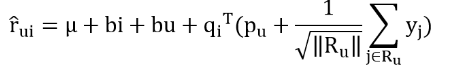 r̂ᵤᵢ = μ + bi + bu + qᵢᵀ(pᵤ + 1/√‖Rᵤ‖ ∑_{j∈Rᵤ} yⱼ)